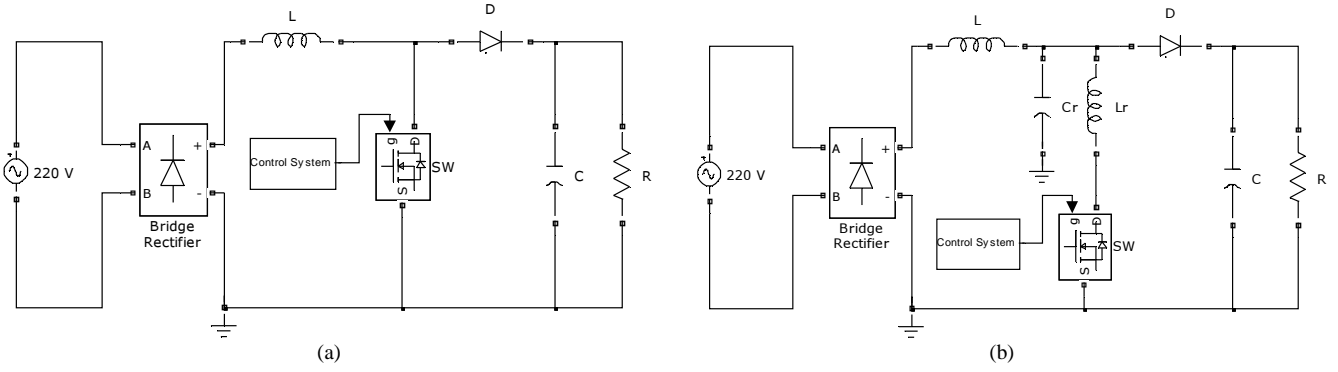 L
D
A
+
B
-
220 V
Bridge
Rectifier
Control System
g
D
S
SW
C
R
(a)
L
D
Cr
Lr
A
+
B
-
220 V
Bridge
Rectifier
Control System
g
D
S
SW
C
R
(b)